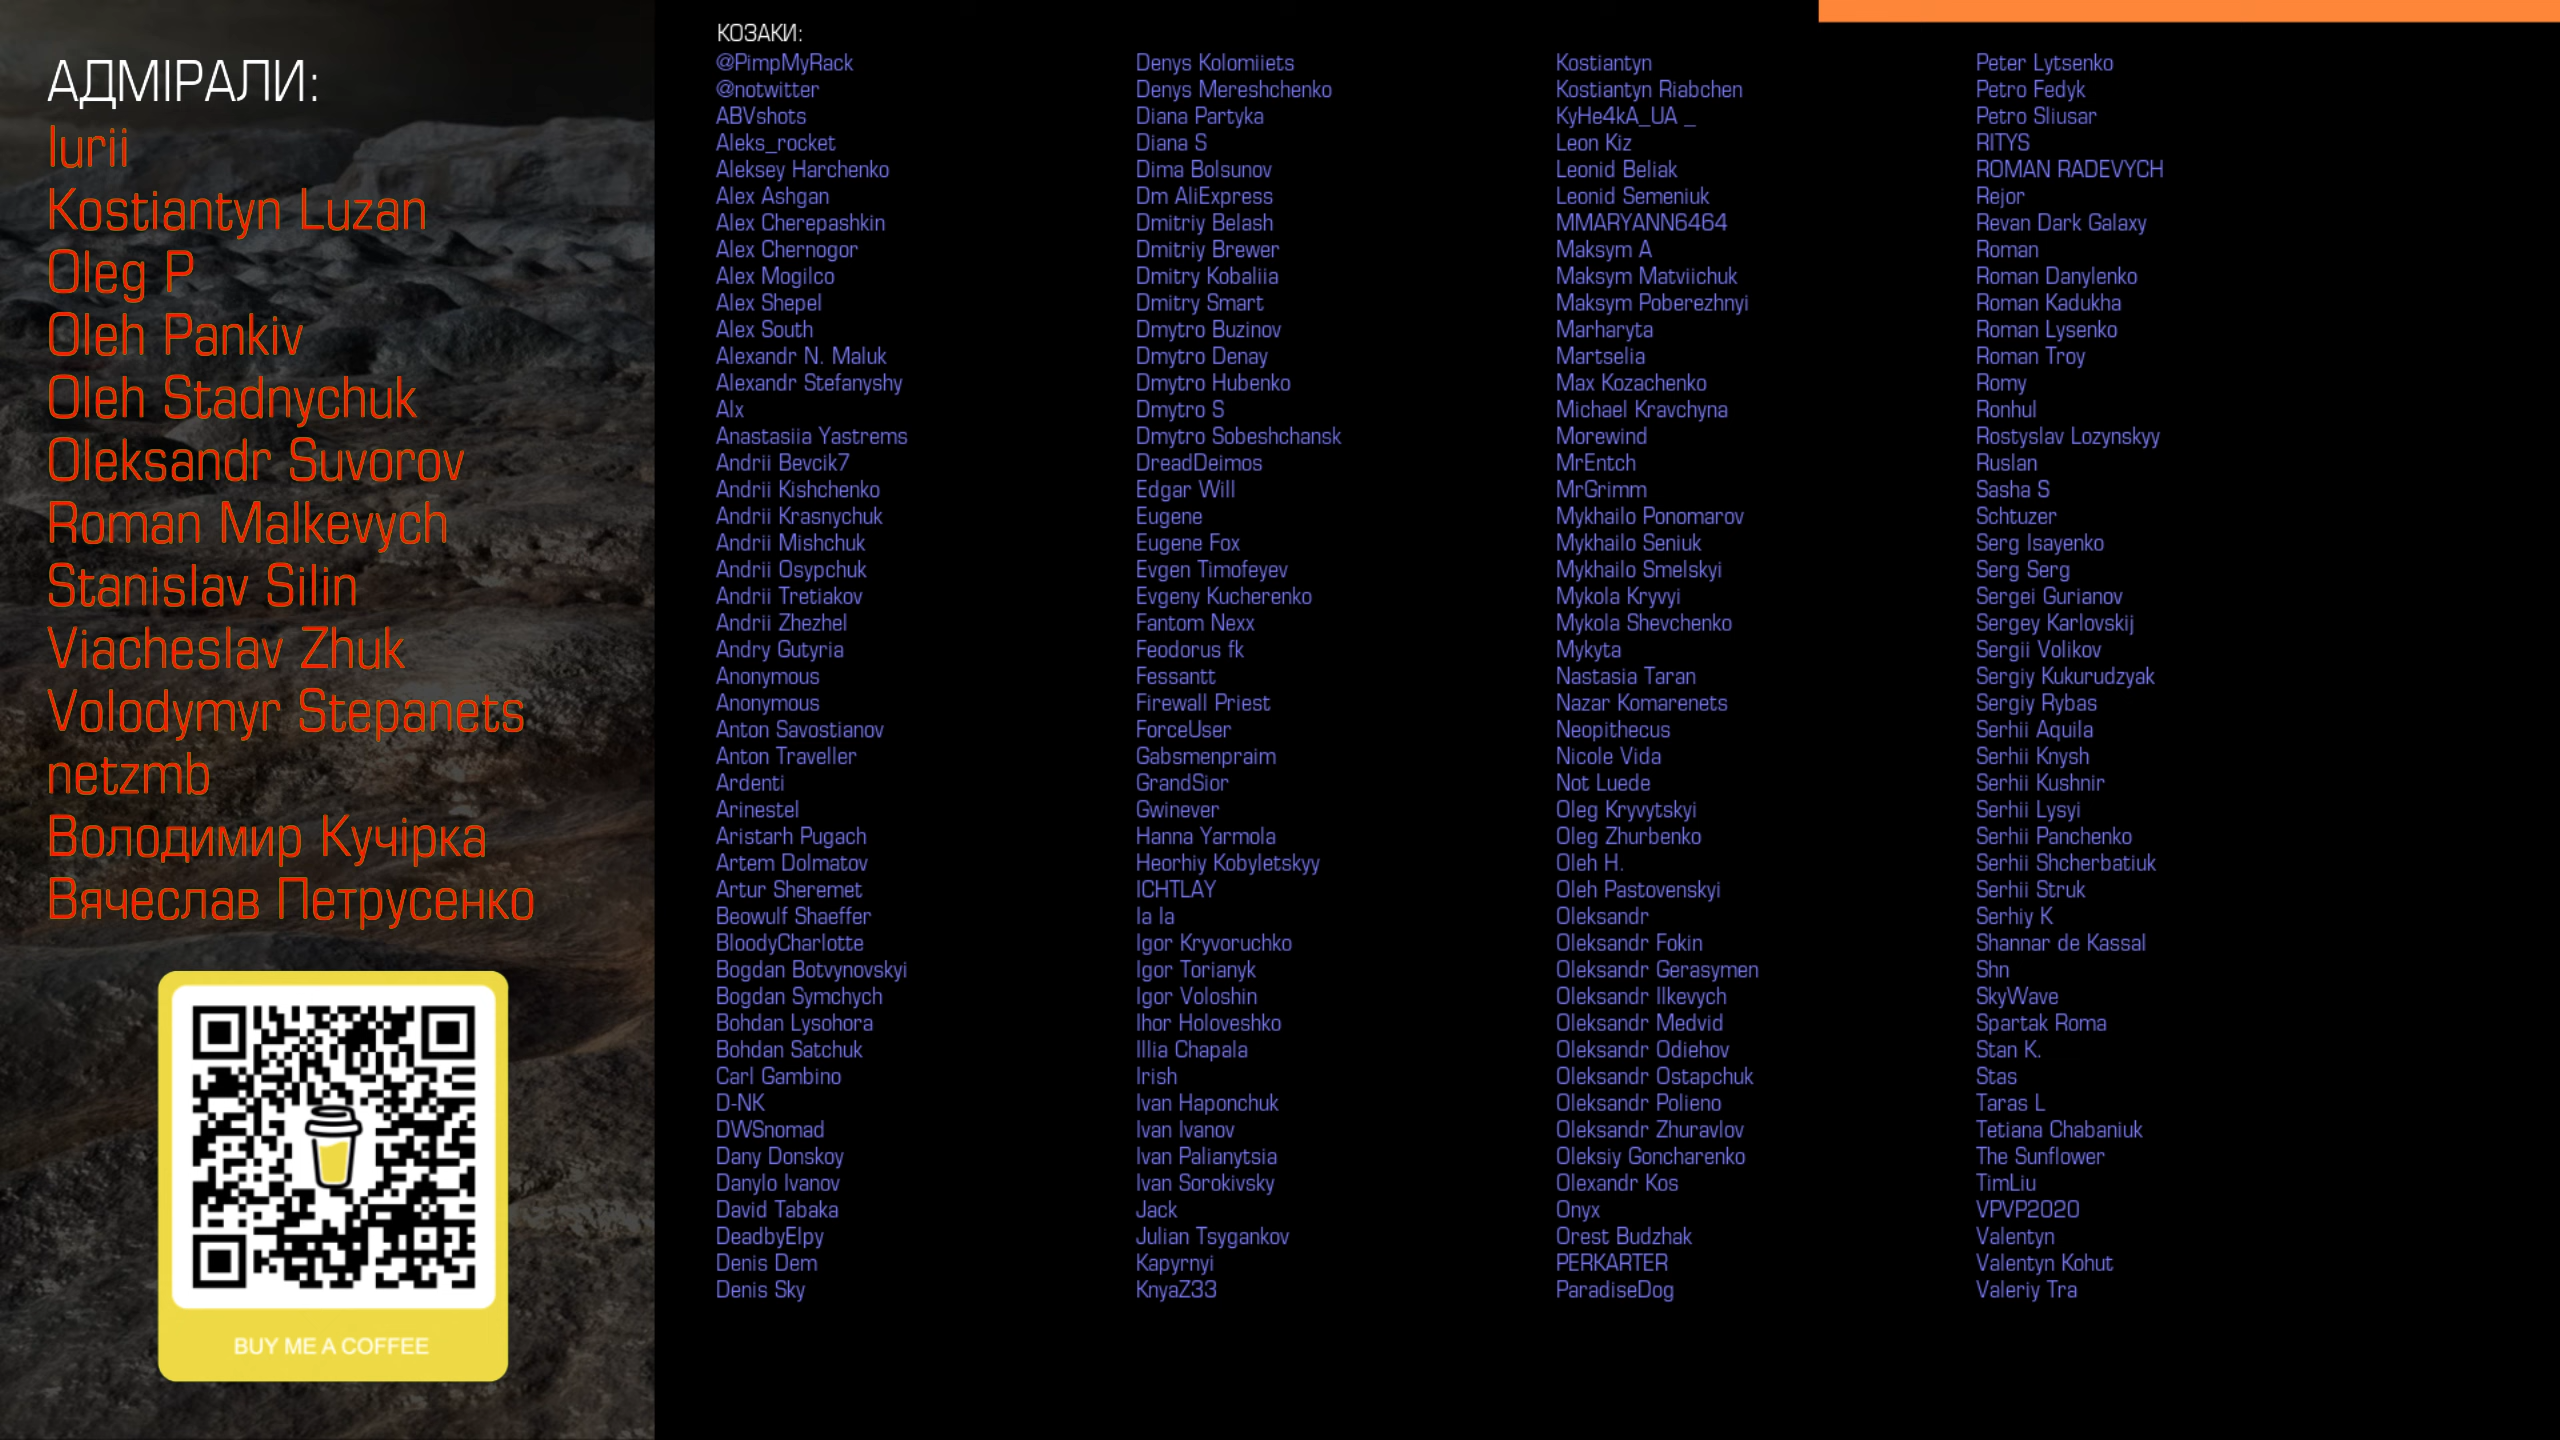 АДМІРАЛИ:
Iurii
Kostiantyn Luzan
Oleg P
Oleh Pankiv
Oleh Stadnychuk
Oleksandr Suvorov
Roman Malkevych
Stanislav Silin
Viacheslav Zhuk
Volodymyr Stepanets
netzmb
Володимир Кучірка
Вячеслав Петрусенко
BUY ME A COFFEE
КОЗАКИ:
@PimpMyRack
@notwitter
ABVshots
Aleks_rocket
Aleksey Harchenko
Alex Ashgan
Alex Cherepashkin
Alex Chernogor
Alex Mogilco
Alex Shepel
Alex South
Alexandr N. Maluk
Alexandr Stefanyshy
Alx
Anastasiia Yastrems
Andrii Bevcik7
Andrii Kishchenko
Andrii Krasnychuk
Andrii Mishchuk
Andrii Osypchuk
Andrii Tretiakov
Andrii Zhezhel
Andry Gutyria
Anonymous
Anonymous
Anton Savostianov
Anton Traveller
Ardenti
Arinestel
Aristarh Pugach
Artem Dolmatov
Artur Sheremet
Beowulf Shaeffer
BloodyCharlotte
Bogdan Botvynovskyi
Bogdan Symchych
Bohdan Lysohora
Bohdan Satchuk
Carl Gambino
D-NK
DWSnomad
Dany Donskoy
Danylo Ivanov
David Tabaka
DeadbyElpy
Denis Dem
Denis Sky
Denys Kolomiiets
Denys Mereshchenko
Diana Partyka
Diana S
Dima Bolsunov
Dm AliExpress
Dmitriy Belash
Dmitriy Brewer
Dmitry Kobaliia
Dmitry Smart
Dmytro Buzinov
Dmytro Denay
Dmytro Hubenko
Dmytro S
Dmytro Sobeshchansk
DreadDeimos
Edgar Will
Eugene
Eugene Fox
Evgen Timofeyev
Evgeny Kucherenko
Fantom Nexx
Feodorus fk
Fessantt
Firewall Priest
ForceUser
Gabsmenpraim
GrandSior
Gwinever
Hanna Yarmola
Heorhiy Kobyletskyy
ICHTLAY
Ia Ia
Igor Kryvoruchko
Igor Torianyk
Igor Voloshin
Ihor Holoveshko
Illia Chapala
Irish
Ivan Haponchuk
Ivan Ivanov
Ivan Palianytsia
Ivan Sorokivsky
Jack
Julian Tsygankov
Kapyrnyi
KnyaZ33
Kostiantyn
Kostiantyn Riabchen
KyHe4kA_UA _
Leon Kiz
Leonid Beliak
Leonid Semeniuk
MMARYANN6464
Maksym A
Maksym Matviichuk
Maksym Poberezhnyi
Marharyta
Martselia
Max Kozachenko
Michael Kravchyna
Morewind
MrEntch
MrGrimm
Mykhailo Ponomarov
Mykhailo Seniuk
Mykhailo Smelskyi
Mykola Kryvyi
Mykola Shevchenko
Mykyta
Nastasia Taran
Nazar Komarenets
Neopithecus
Nicole Vida
Not Luede
Oleg Kryvytskyi
Oleg Zhurbenko
Oleh H.
Oleh Pastovenskyi
Oleksandr
Oleksandr Fokin
Oleksandr Gerasymen
Oleksandr Ilkevych
Oleksandr Medvid
Oleksandr Odiehov
Oleksandr Ostapchuk
Oleksandr Polieno
Oleksandr Zhuravlov
Oleksiy Goncharenko
Olexandr Kos
Onyx
Orest Budzhak
PERKARTER
ParadiseDog
Peter Lytsenko
Petro Fedyk
Petro Sliusar
RITYS
ROMAN RADEVYCH
Rejor
Revan Dark Galaxy
Roman
Roman Danylenko
Roman Kadukha
Roman Lysenko
Roman Troy
Romy
Ronhul
Rostyslav Lozynskyy
Ruslan
Sasha S
Schtuzer
Serg Isayenko
Serg Serg
Sergei Gurianov
Sergey Karlovskij
Sergii Volikov
Sergiy Kukurudzyak
Sergiy Rybas
Serhii Aquila
Serhii Knysh
Serhii Kushnir
Serhii Lysyi
Serhii Panchenko
Serhii Shcherbatiuk
Serhii Struk
Serhiy K
Shannar de Kassal
Shn
SkyWave
Spartak Roma
Stan K.
Stas
Taras L
Tetiana Chabaniuk
The Sunflower
TimLiu
VPVP2020
Valentyn
Valentyn Kohut
Valeriy Tra